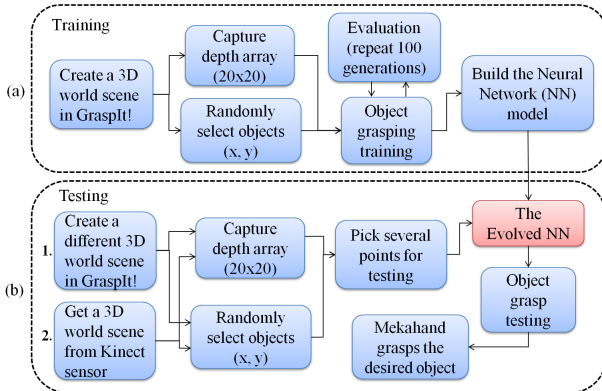 Training
(a)
Create a 3D
world scene
in GraspIt!
Capture
depth array
(20x20)
Randomly
select objects
(x, y)
Evaluation
(repeat 100
generations)
Object
grasping
training
Build the Neural
Network (NN)
model
Testing
(b)
1.
Create a
different 3D
world scene
in GraspIt!
2.
Get a 3D
world scene
from Kinect
sensor
Capture
depth array
(20x20)
Randomly
select objects
(x, y)
Pick several
points for
testing
The
Evolved NN
Object
grasp
testing
Mekahand
grasps the
desired object